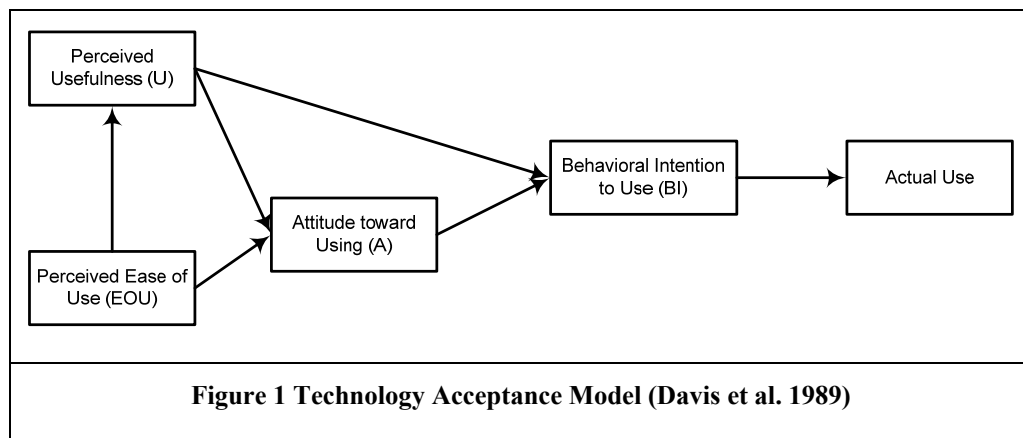 Perceived
Usefulness (U)
Behavioral Intention
to Use (BI)
Actual Use
Attitude toward
Using (A)
Perceived Ease of
Use (EOU)
Figure 1 Technology Acceptance Model (Davis et al. 1989)